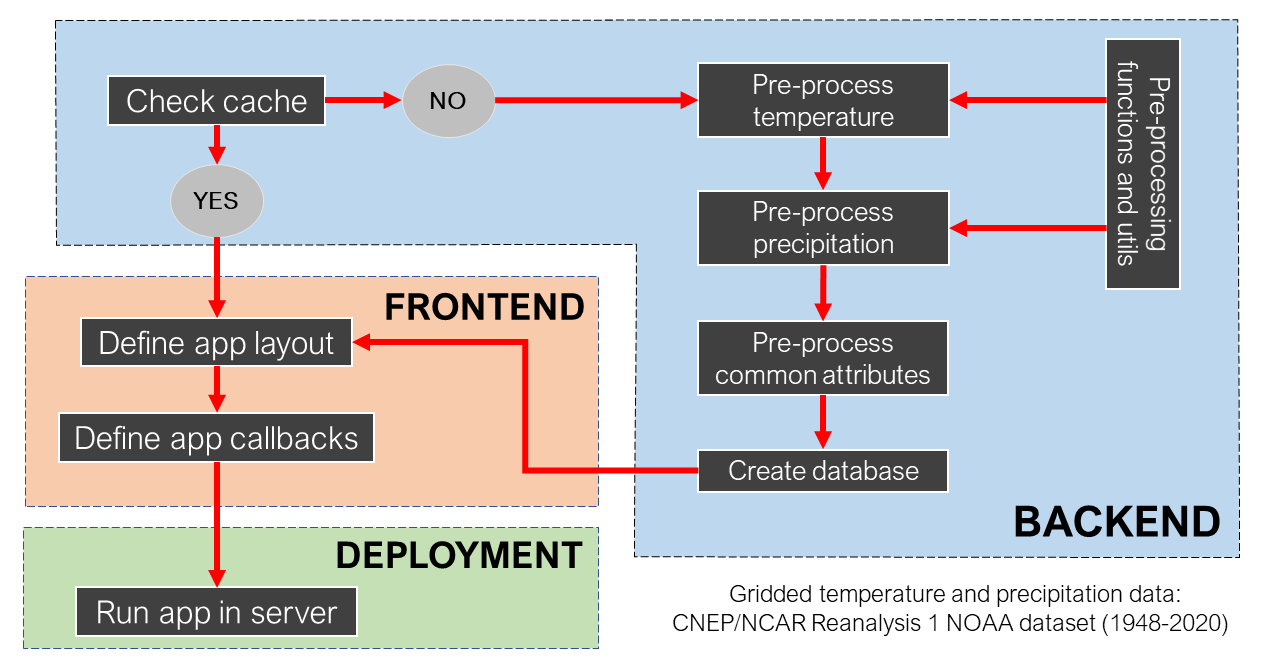 Check cache
NO
Pre-process
temperature
Pre-processing
functions and utils
YES
Pre-process
precipitation
FRONTEND
Define app layout
Pre-process
common attributes
Define app callbacks
Create database
BACKEND
DEPLOYMENT
Run app in server
Gridded temperature and precipitation data:
CNEP/NCAR Reanalysis 1 NOAA dataset (1948-2020)